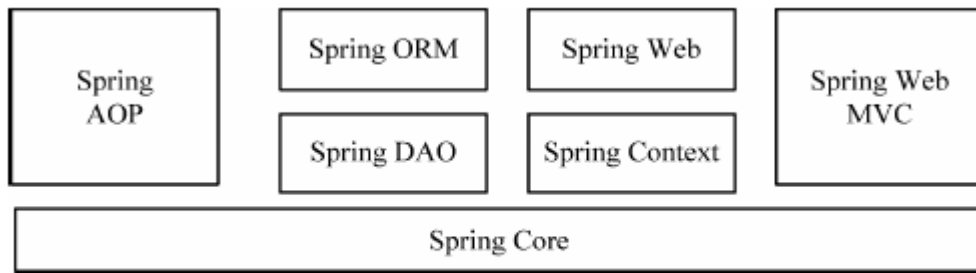 Spring
AOP
Spring ORM
Spring Web
Spring Web
MVC
Spring DAO
Spring Context
Spring Core